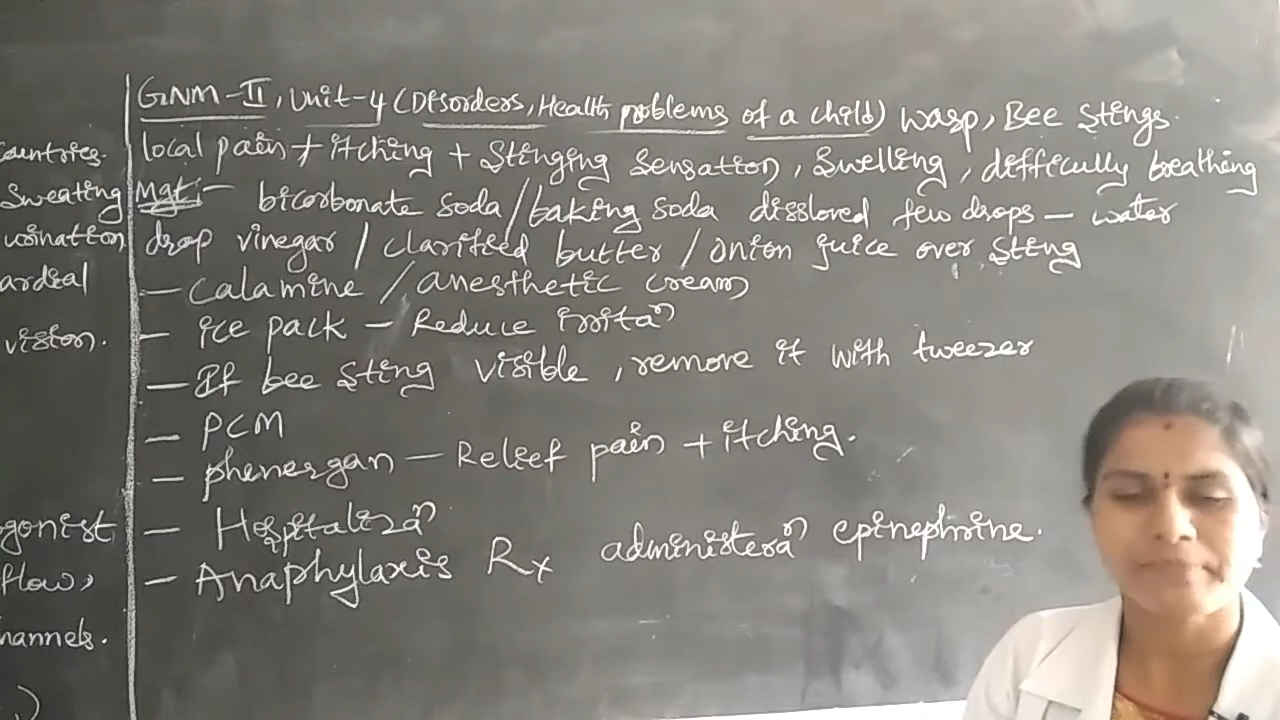 GNM-II, Unit-4 (Disorders, Health problems of a child) Wasp, Bee Stings.
local pain + itching + Stinging Sensation, Swelling, difficully breathing
Mgt:- bicorbonate soda/baking soda dissloved few drops - water
drop vinegar / clarified butter / onion juice over sting
- Calamine / anesthetic cream
- ice pack - Reduce irritan
- If bee sting visible, remove it with tweezer
- PCM
- phenergan - Relief pain + itching.
- Hospitalizan
- Anaphylaxis Rx administeran epinephrine.
countries.
Sweating
urination
ardial
vision.
gonist
flow,
hannels.
)